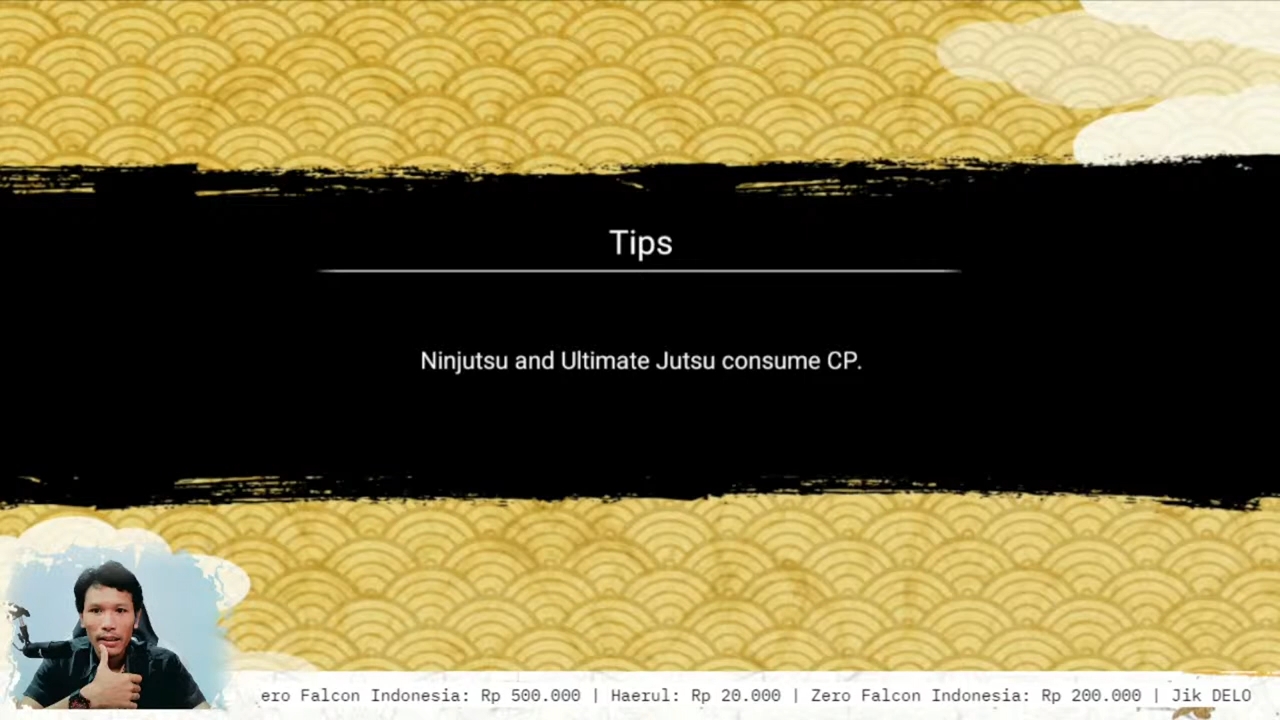 Tips
Ninjutsu and Ultimate Jutsu consume CP.
ero Falcon Indonesia: Rp 500.000 | Haerul: Rp 20.000 | Zero Falcon Indonesia: Rp 200.000 | Jik DELO